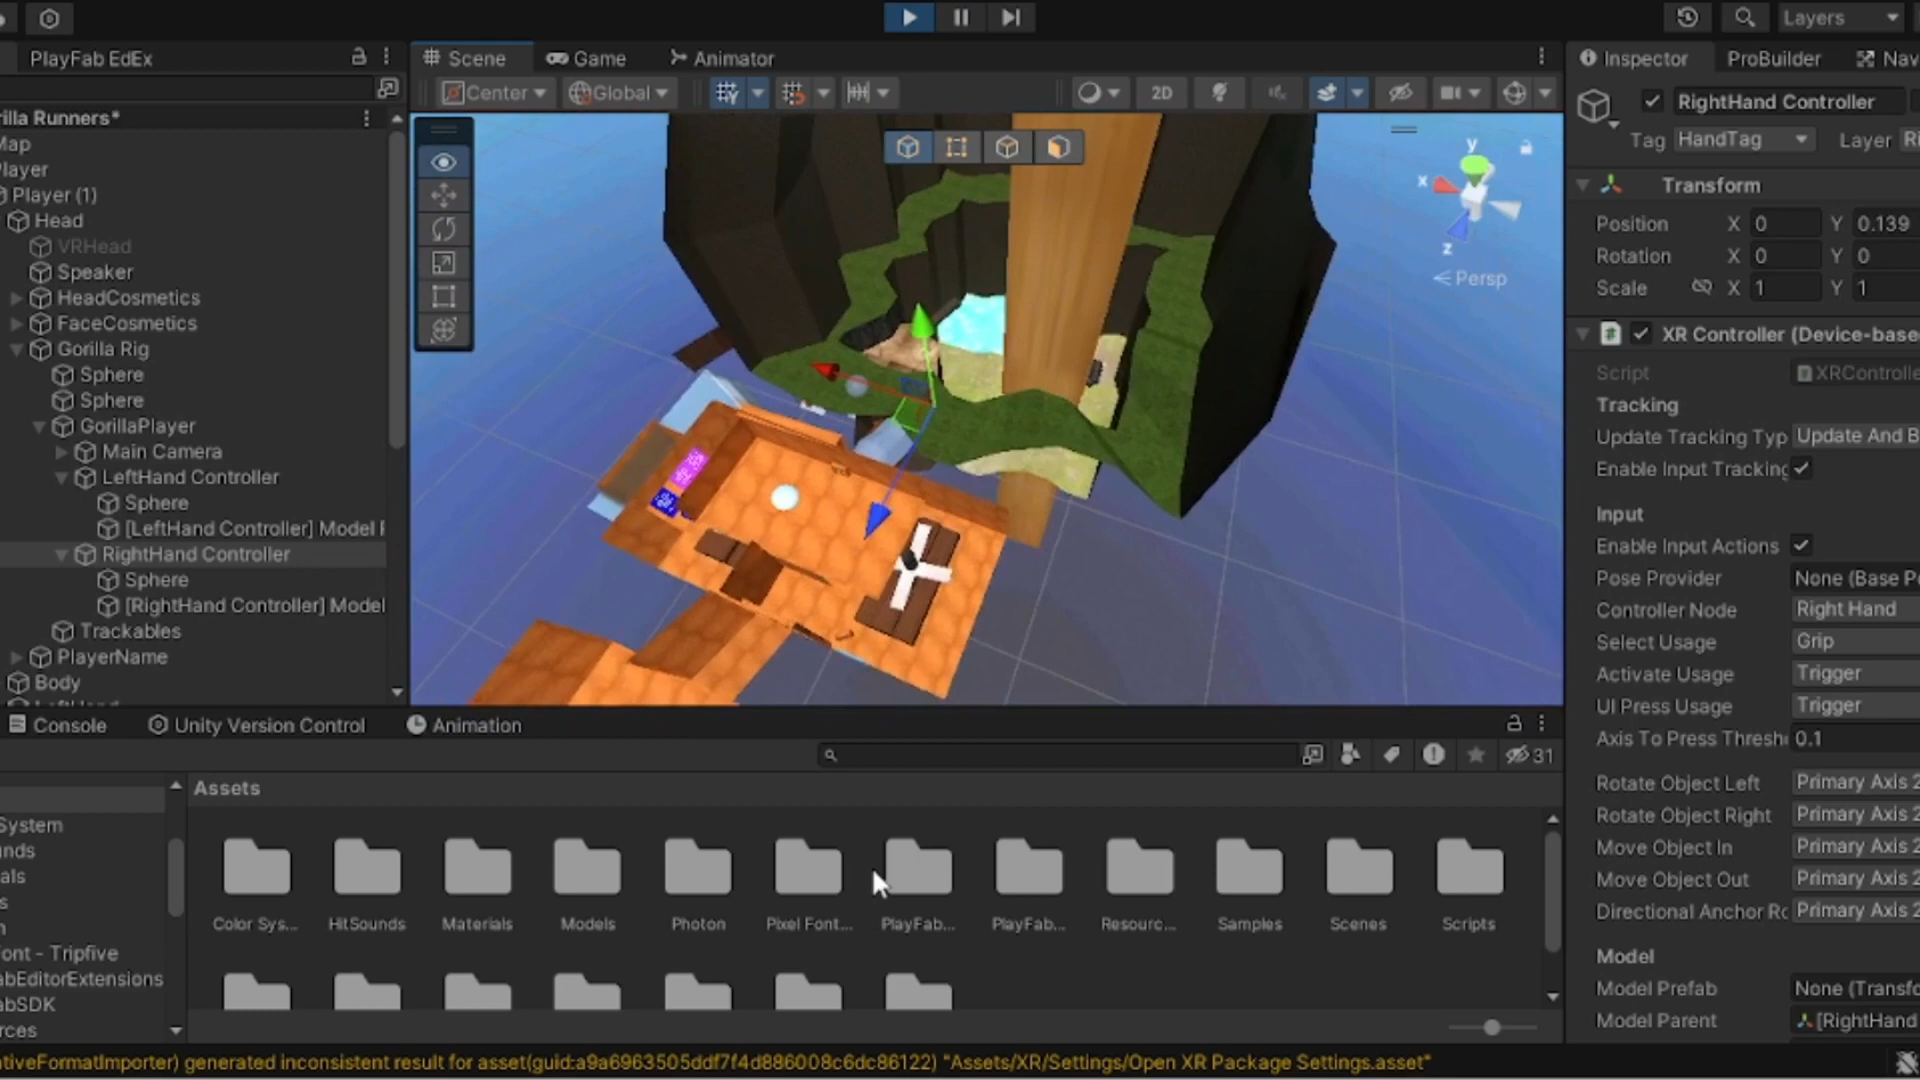 Layers
PlayFab EdEx
Scene
Game
Animator
Inspector
ProBuilder
Nav
Center
Global
2D
RightHand Controller
Tag HandTag Layer Ri
rilla Runners*
Map
layer
Player (1)
Head
VRHead
Speaker
HeadCosmetics
FaceCosmetics
Gorilla Rig
Sphere
Sphere
GorillaPlayer
Main Camera
LeftHand Controller
Sphere
[LeftHand Controller] Model F
RightHand Controller
Sphere
[RightHand Controller] Model
Trackables
PlayerName
Body
y
x
z
Persp
Transform
Position X 0 Y 0.139
Rotation X 0 Y 0
Scale X 1 Y 1
XR Controller (Device-base
Script XRControlle
Tracking
Update Tracking Typ Update And B
Enable Input Tracking
Input
Enable Input Actions
Pose Provider None (Base Po
Controller Node Right Hand
Select Usage Grip
Activate Usage Trigger
UI Press Usage Trigger
Axis To Press Thresh 0.1
Rotate Object Left Primary Axis 2
Rotate Object Right Primary Axis 2
Move Object In Primary Axis 2
Move Object Out Primary Axis 2
Directional Anchor Ro Primary Axis 2
Model
Model Prefab None (Transfo
Model Parent [RightHand
Console
Unity Version Control
Animation
31
Assets
System
unds
als
s
n
Font - Tripfive
abEditorExtensions
abSDK
rces
Color Sys...
HitSounds
Materials
Models
Photon
Pixel Font...
PlayFab...
PlayFab...
Resourc...
Samples
Scenes
Scripts
ativeFormatImporter) generated inconsistent result for asset(guid:a9a6963505ddf7f4d886008c6dc86122) "Assets/XR/Settings/Open XR Package Settings.asset"